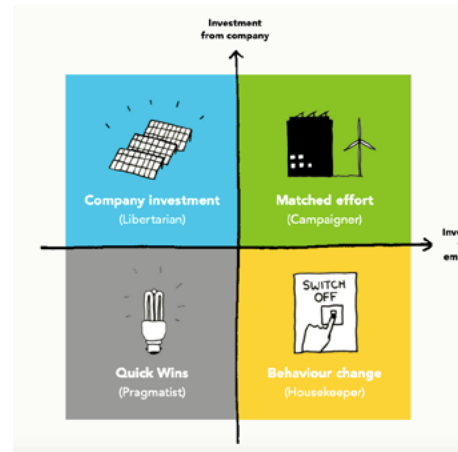 Investment
from company
Company investment
(Libertarian)
Matched effort
(Campaigner)
SWITCH
OFF
Quick Wins
(Pragmatist)
Behaviour change
(Housekeeper)